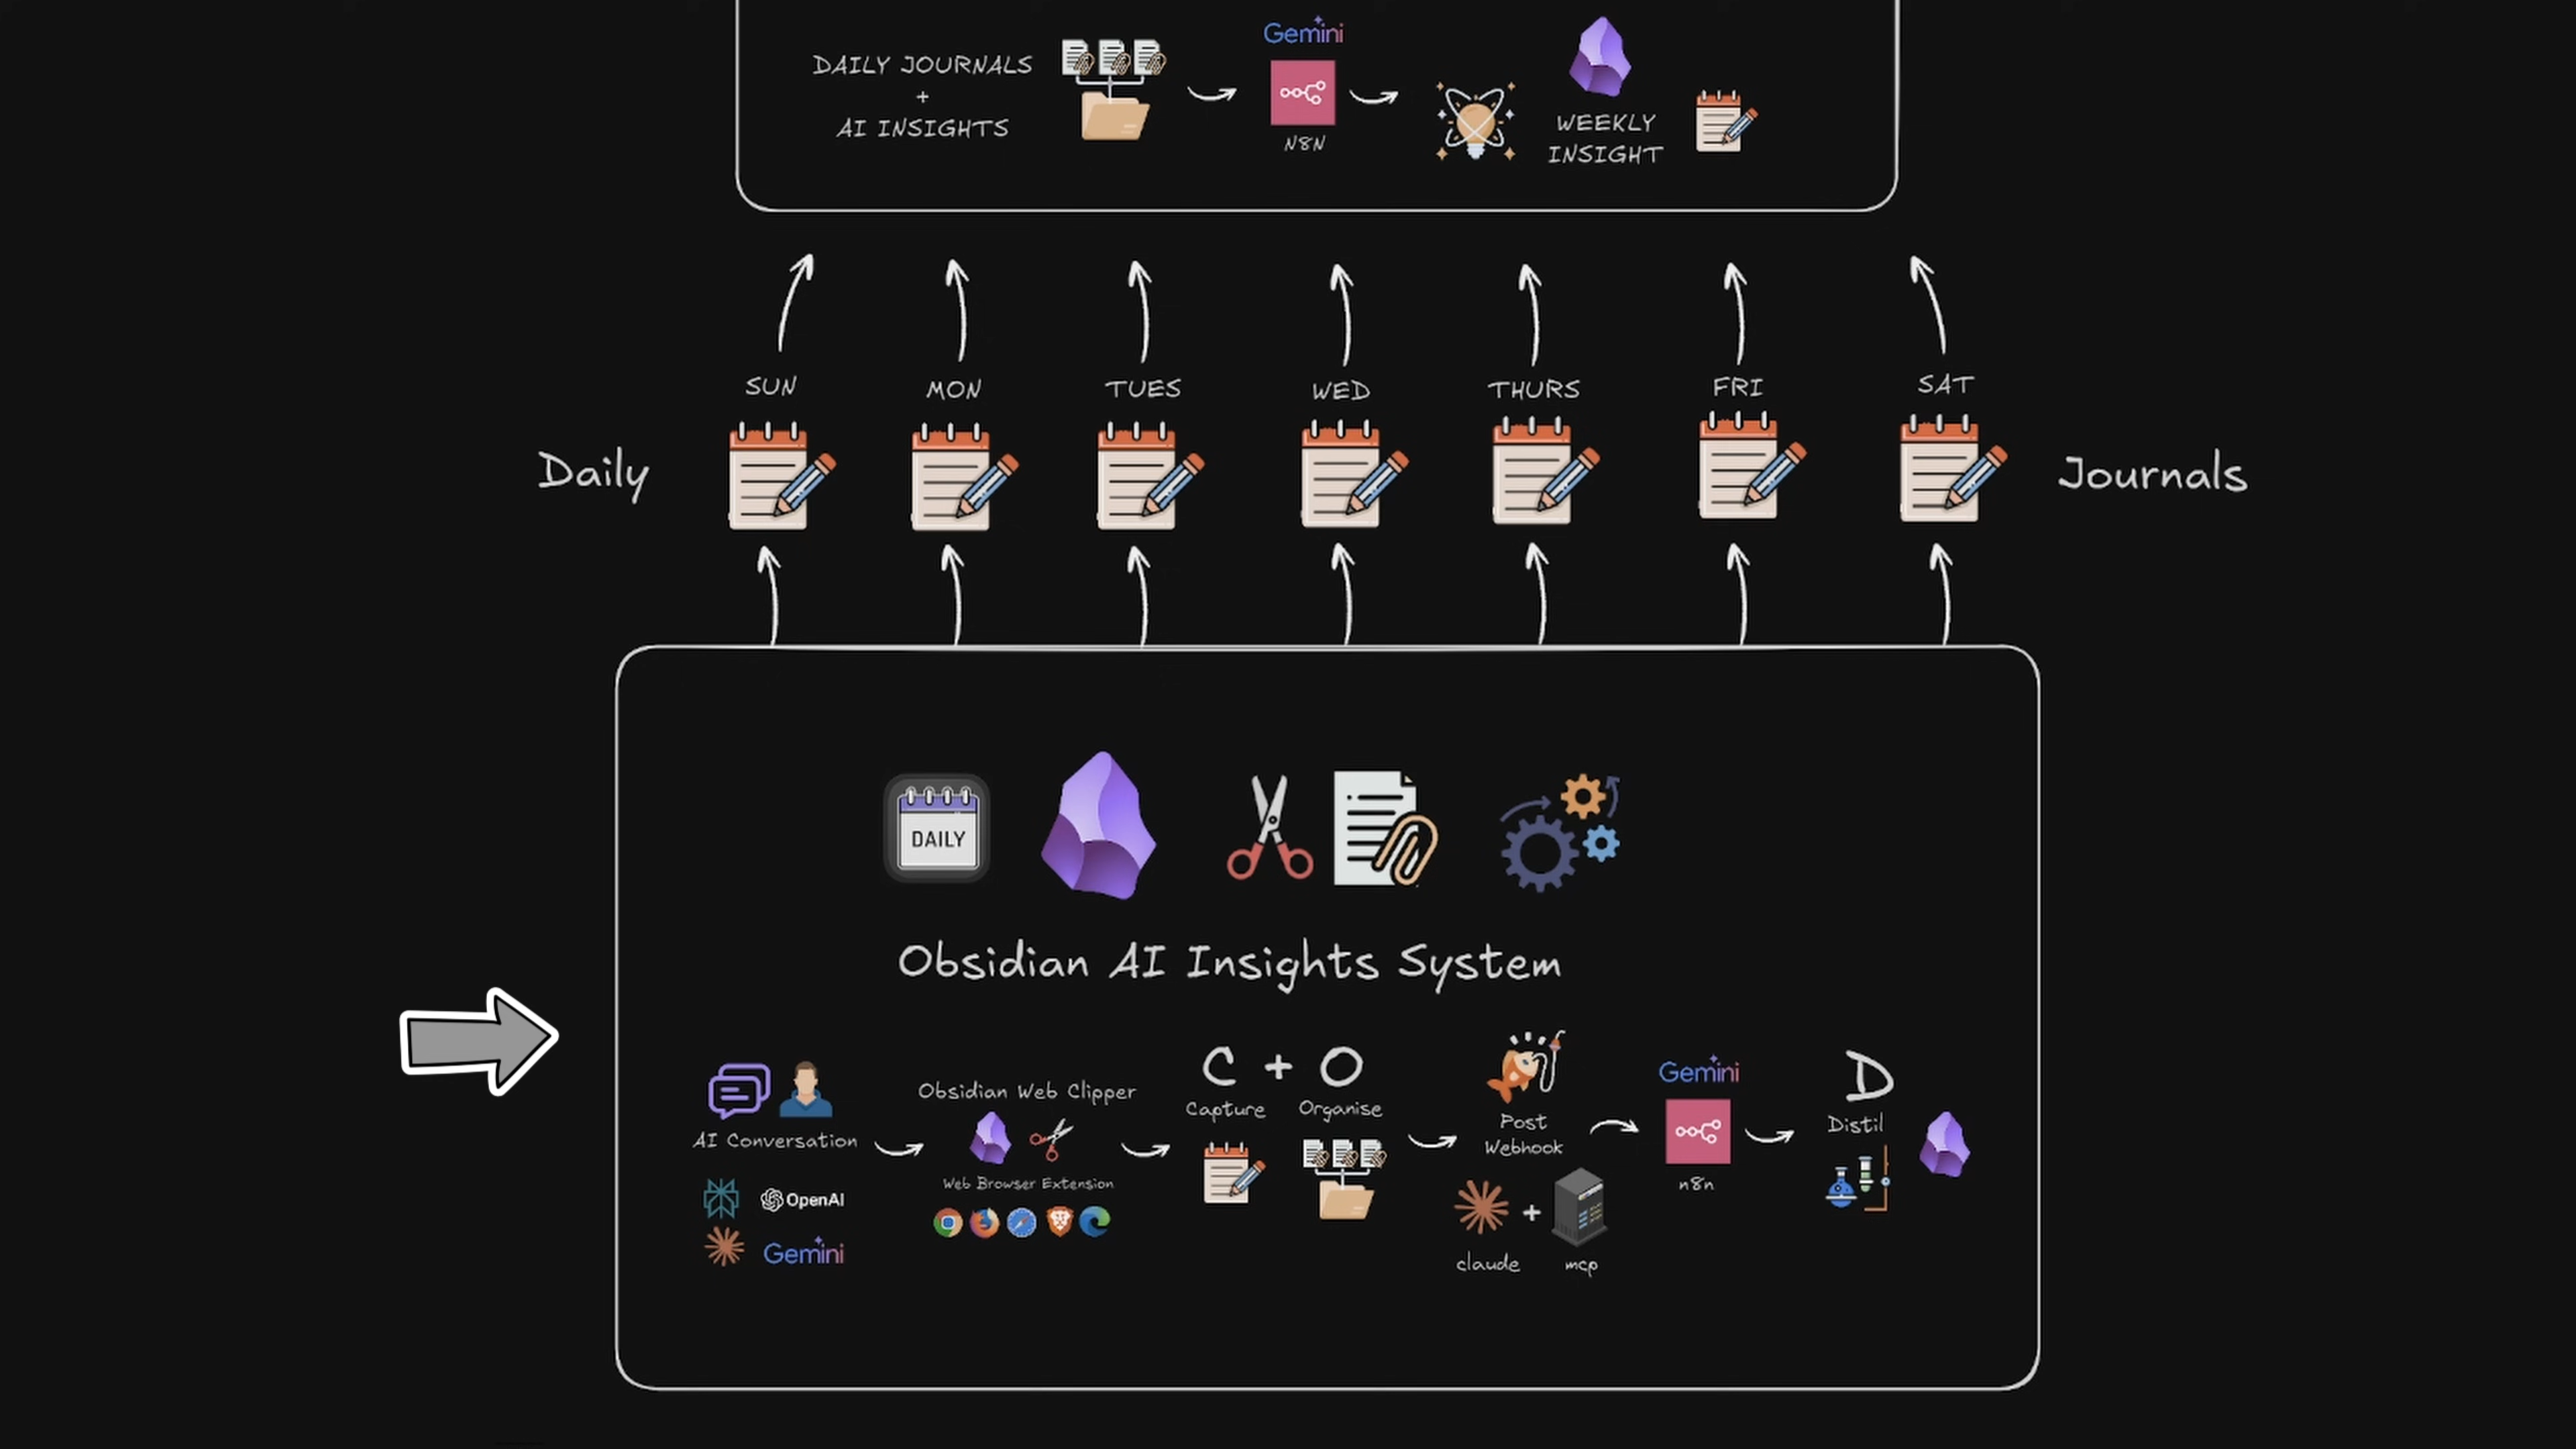 Gemini
DAILY JOURNALS
+
AI INSIGHTS
N8N
WEEKLY
INSIGHT
SUN
MON
TUES
WED
THURS
FRI
SAT
Daily
Journals
DAILY
Obsidian AI Insights System
AI Conversation
OpenAI
Gemini
Obsidian Web Clipper
Web Browser Extension
C + O
Capture
Organise
Post
Webhook
claude
+
mcp
Gemini
n8n
D
Distil